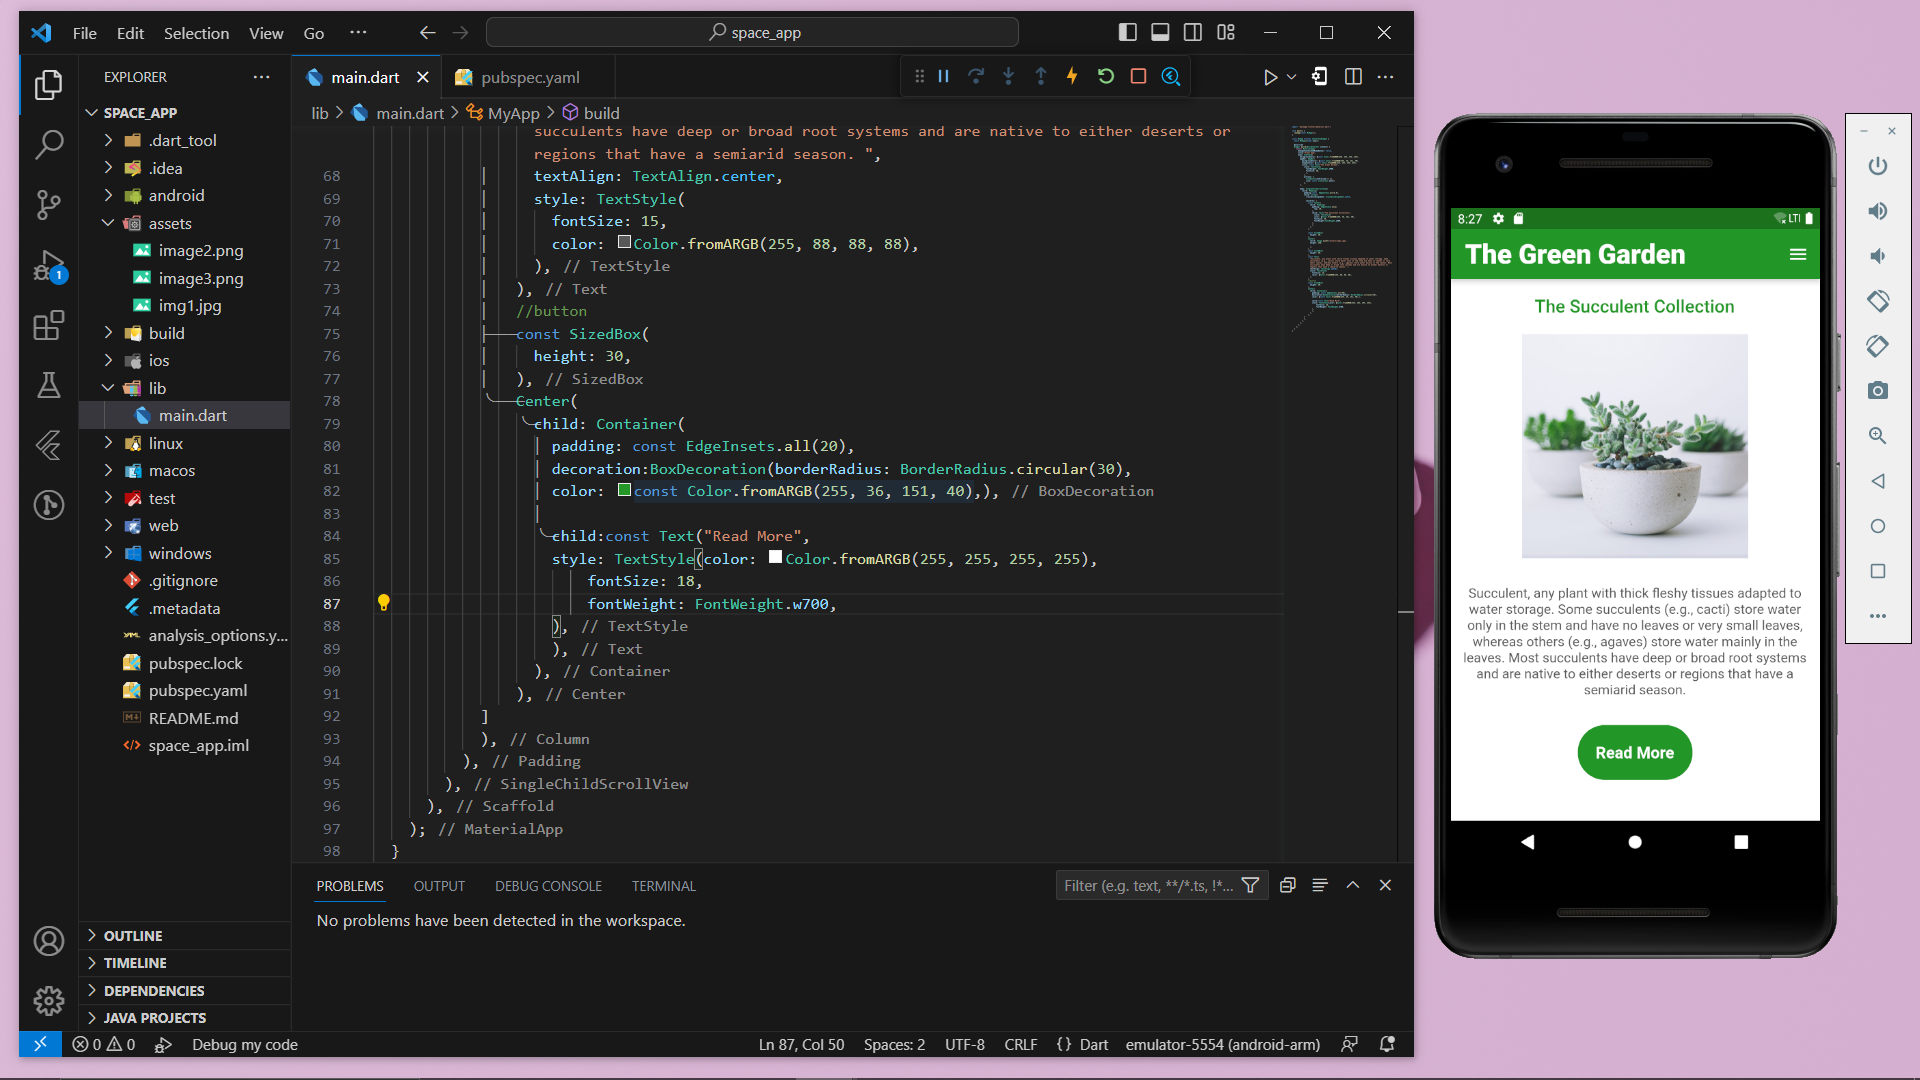 File Edit Selection View Go
space_app
EXPLORER
SPACE_APP
.dart_tool
.idea
android
assets
image2.png
image3.png
img1.jpg
build
ios
lib
main.dart
linux
macos
test
web
windows
.gitignore
.metadata
analysis_options.y...
pubspec.lock
pubspec.yaml
README.md
space_app.iml
OUTLINE
TIMELINE
DEPENDENCIES
JAVA PROJECTS
1
main.dart pubspec.yaml
lib > main.dart > MyApp > build
succulents have deep or broad root systems and are native to either deserts or
regions that have a semiarid season. ",
68 textAlign: TextAlign.center,
69 style: TextStyle(
70 fontSize: 15,
71 color: Color.fromARGB(255, 88, 88, 88),
72 ), // TextStyle
73 ), // Text
74 //button
75 const SizedBox(
76 height: 30,
77 ), // SizedBox
78 Center(
79 child: Container(
80 padding: const EdgeInsets.all(20),
81 decoration:BoxDecoration(borderRadius: BorderRadius.circular(30),
82 color: const Color.fromARGB(255, 36, 151, 40),), // BoxDecoration
83
84 child:const Text("Read More",
85 style: TextStyle(color: Color.fromARGB(255, 255, 255, 255),
86 fontSize: 18,
87 fontWeight: FontWeight.w700,
88 ), // TextStyle
89 ), // Text
90 ), // Container
91 ), // Center
92 ]
93 ), // Column
94 ), // Padding
95 ), // SingleChildScrollView
96 ), // Scaffold
97 ); // MaterialApp
98 }
PROBLEMS OUTPUT DEBUG CONSOLE TERMINAL
Filter (e.g. text, **/*.ts, !*...
No problems have been detected in the workspace.
0 0 Debug my code
Ln 87, Col 50 Spaces: 2 UTF-8 CRLF {} Dart emulator-5554 (android-arm)
8:27 LTE
The Green Garden
The Succulent Collection
Succulent, any plant with thick fleshy tissues adapted to
water storage. Some succulents (e.g., cacti) store water
only in the stem and have no leaves or very small leaves,
whereas others (e.g., agaves) store water mainly in the
leaves. Most succulents have deep or broad root systems
and are native to either deserts or regions that have a
semiarid season.
Read More